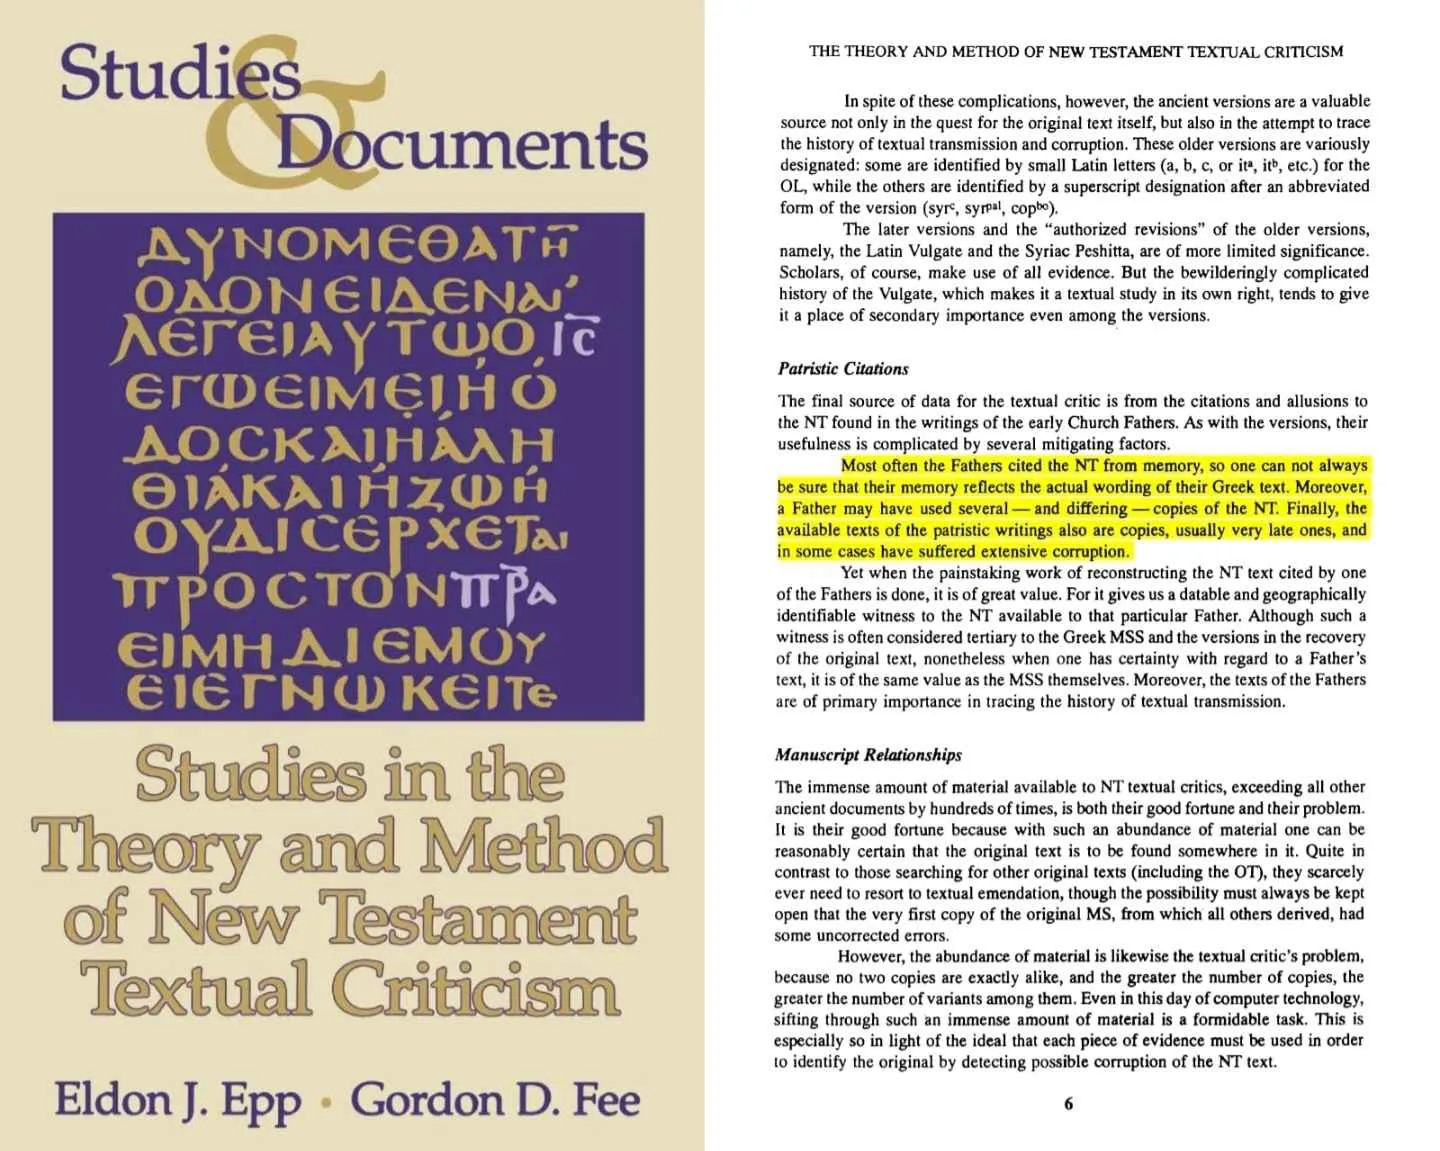 Studies
&
Documents
ΔΥΝΟΜΕΘΑΤΗ
ΟΔΟΝΕΙΔΕΝΑΙ
ΛΕΓΕΙΑΥΤΩΟΙС
ΕΓΩΕΙΜΕΙΗΟ
ΔΟСΚΑΙΗΑΛΗ
ΘΙΑΚΑΙΗΖΩΗ
ΟΥΔΙСΕΡΧΕΤΑΙ
ΠΡΟСΤΟΝΠΡΑ
ΕΙΜΗΔΙΕΜΟΥ
ΕΙΕΓΝΩΚΕΙΤΕ
Studies in the
Theory and Method
of New Testament
Textual Criticism
Eldon J. Epp • Gordon D. Fee
THE THEORY AND METHOD OF NEW TESTAMENT TEXTUAL CRITICISM
In spite of these complications, however, the ancient versions are a valuable
source not only in the quest for the original text itself, but also in the attempt to trace
the history of textual transmission and corruption. These older versions are variously
designated: some are identified by small Latin letters (a, b, c, or itᵃ, itᵇ, etc.) for the
OL, while the others are identified by a superscript designation after an abbreviated
form of the version (syrᶜ, syrᵖᵃˡ, copᵇᵒ).
The later versions and the “authorized revisions” of the older versions,
namely, the Latin Vulgate and the Syriac Peshitta, are of more limited significance.
Scholars, of course, make use of all evidence. But the bewilderingly complicated
history of the Vulgate, which makes it a textual study in its own right, tends to give
it a place of secondary importance even among the versions.
Patristic Citations
The final source of data for the textual critic is from the citations and allusions to
the NT found in the writings of the early Church Fathers. As with the versions, their
usefulness is complicated by several mitigating factors.
Most often the Fathers cited the NT from memory, so one can not always
be sure that their memory reflects the actual wording of their Greek text. Moreover,
a Father may have used several — and differing — copies of the NT. Finally, the
available texts of the patristic writings also are copies, usually very late ones, and
in some cases have suffered extensive corruption.
Yet when the painstaking work of reconstructing the NT text cited by one
of the Fathers is done, it is of great value. For it gives us a datable and geographically
identifiable witness to the NT available to that particular Father. Although such a
witness is often considered tertiary to the Greek MSS and the versions in the recovery
of the original text, nonetheless when one has certainty with regard to a Father’s
text, it is of the same value as the MSS themselves. Moreover, the texts of the Fathers
are of primary importance in tracing the history of textual transmission.
Manuscript Relationships
The immense amount of material available to NT textual critics, exceeding all other
ancient documents by hundreds of times, is both their good fortune and their problem.
It is their good fortune because with such an abundance of material one can be
reasonably certain that the original text is to be found somewhere in it. Quite in
contrast to those searching for other original texts (including the OT), they scarcely
ever need to resort to textual emendation, though the possibility must always be kept
open that the very first copy of the original MS, from which all others derived, had
some uncorrected errors.
However, the abundance of material is likewise the textual critic’s problem,
because no two copies are exactly alike, and the greater the number of copies, the
greater the number of variants among them. Even in this day of computer technology,
sifting through such an immense amount of material is a formidable task. This is
especially so in light of the ideal that each piece of evidence must be used in order
to identify the original by detecting possible corruption of the NT text.
6